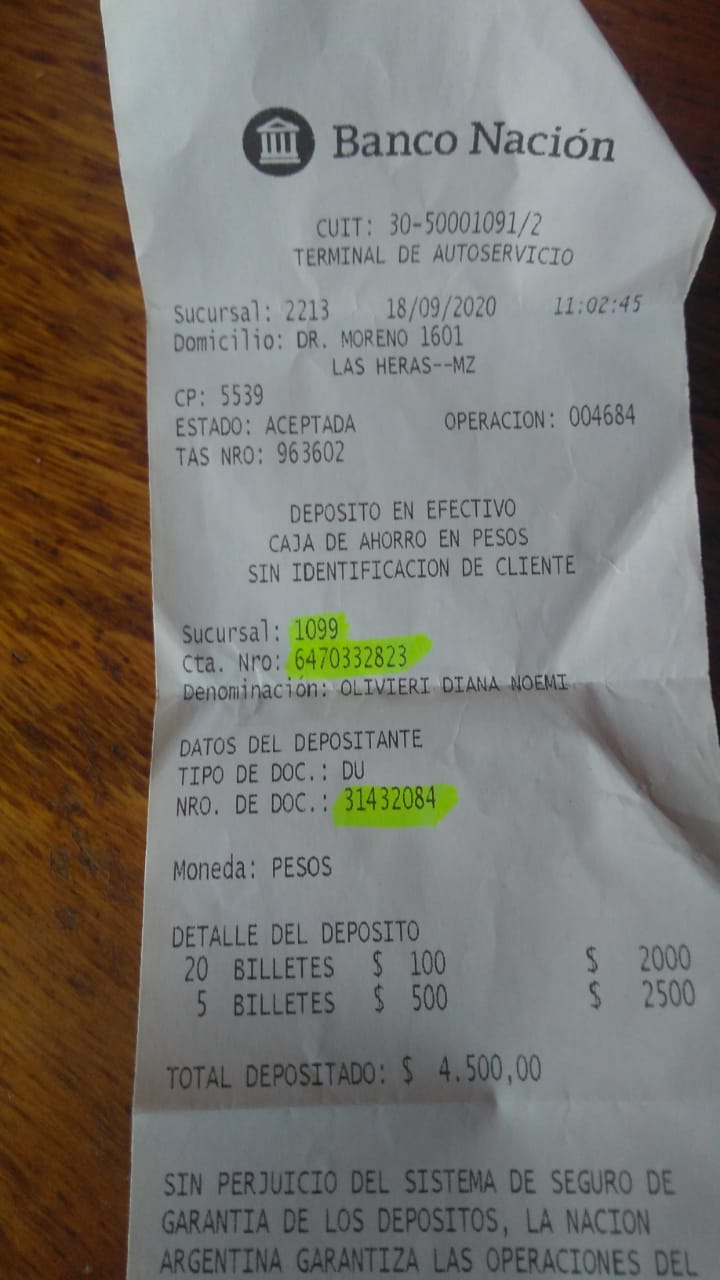 Banco Nación
CUIT: 30-50001091/2
TERMINAL DE AUTOSERVICIO
Sucursal: 2213 18/09/2020 11:02:45
Domicilio: DR. MORENO 1601
LAS HERAS--MZ
CP: 5539
ESTADO: ACEPTADA OPERACION: 004684
TAS NRO: 963602
DEPOSITO EN EFECTIVO
CAJA DE AHORRO EN PESOS
SIN IDENTIFICACION DE CLIENTE
Sucursal: 1099
Cta. Nro: 6470332823
Denominación: OLIVIERI DIANA NOEMI
DATOS DEL DEPOSITANTE
TIPO DE DOC.: DU
NRO. DE DOC.: 31432084
Moneda: PESOS
DETALLE DEL DEPOSITO
20 BILLETES $ 100 $ 2000
5 BILLETES $ 500 $ 2500
TOTAL DEPOSITADO: $ 4.500,00
SIN PERJUICIO DEL SISTEMA DE SEGURO DE
GARANTIA DE LOS DEPOSITOS, LA NACION
ARGENTINA GARANTIZA LAS OPERACIONES DEL